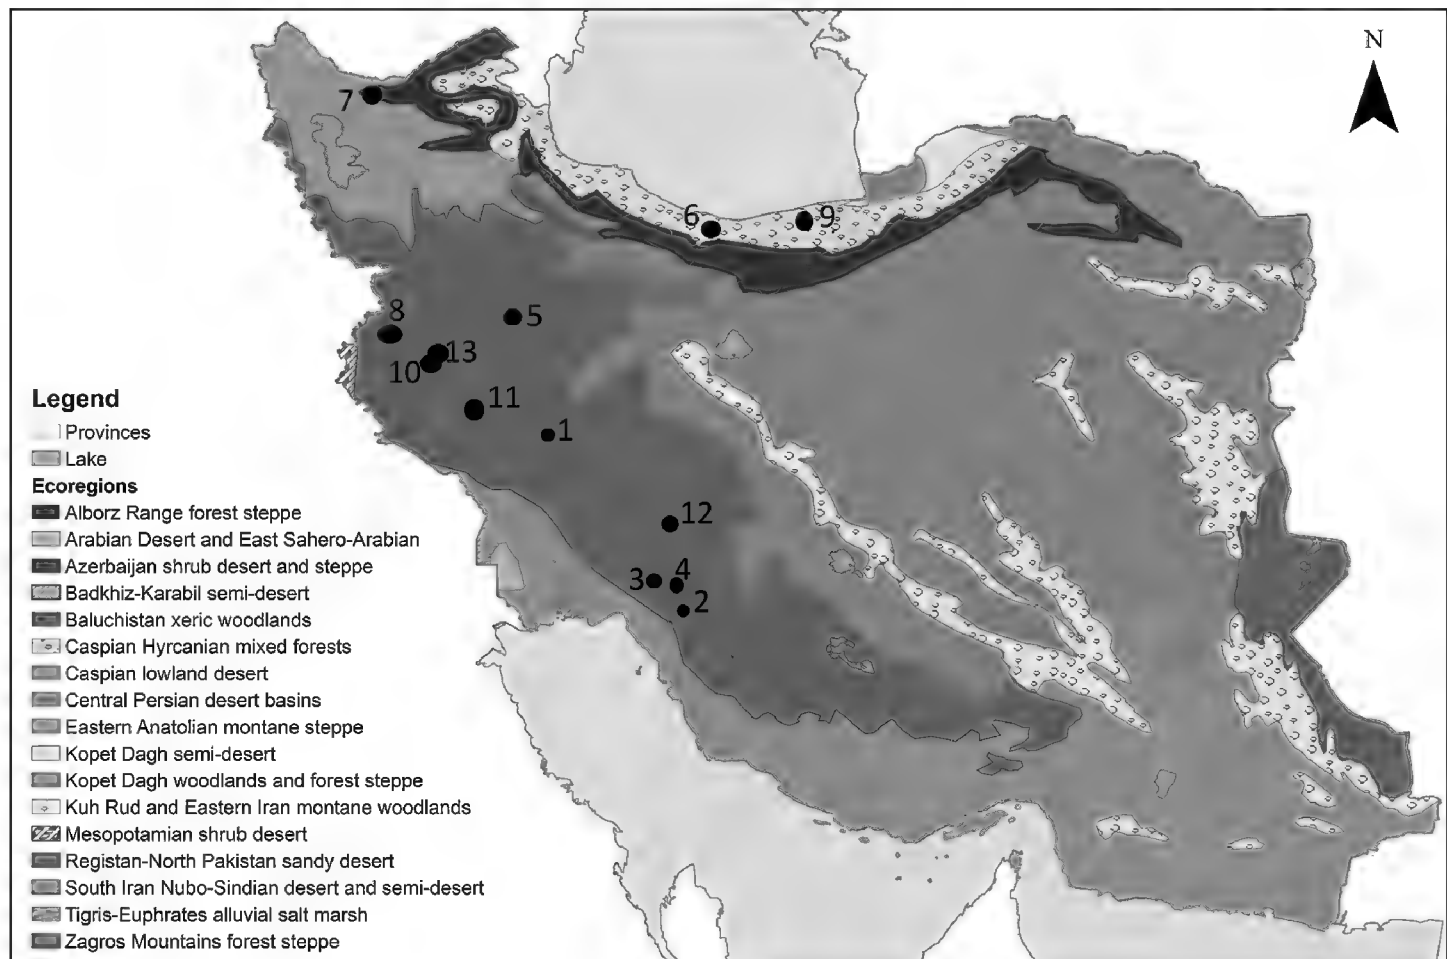 N
7
6
9
8
5
13
10
11
1
12
3
4
2
Legend
Provinces
Lake
Ecoregions
Alborz Range forest steppe
Arabian Desert and East Sahero-Arabian
Azerbaijan shrub desert and steppe
Badkhiz-Karabil semi-desert
Baluchistan xeric woodlands
Caspian Hyrcanian mixed forests
Caspian lowland desert
Central Persian desert basins
Eastern Anatolian montane steppe
Kopet Dagh semi-desert
Kopet Dagh woodlands and forest steppe
Kuh Rud and Eastern Iran montane woodlands
Mesopotamian shrub desert
Registan-North Pakistan sandy desert
South Iran Nubo-Sindian desert and semi-desert
Tigris-Euphrates alluvial salt marsh
Zagros Mountains forest steppe